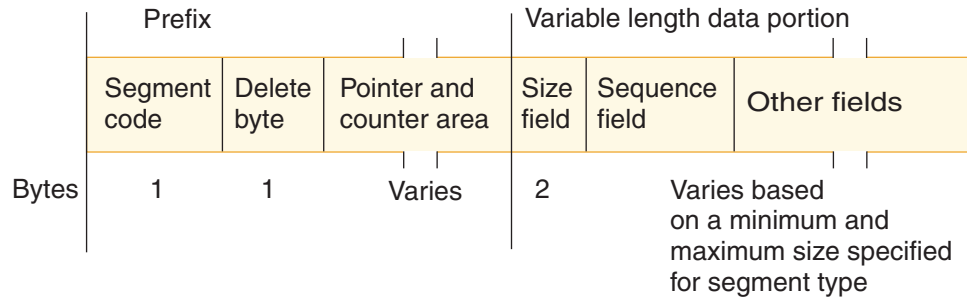 Prefix
Variable length data portion
Segment code
Delete byte
Pointer and counter area
Size field
Sequence field
Other fields
Bytes
1
1
Varies
2
Varies based
on a minimum and
maximum size specified
for segment type